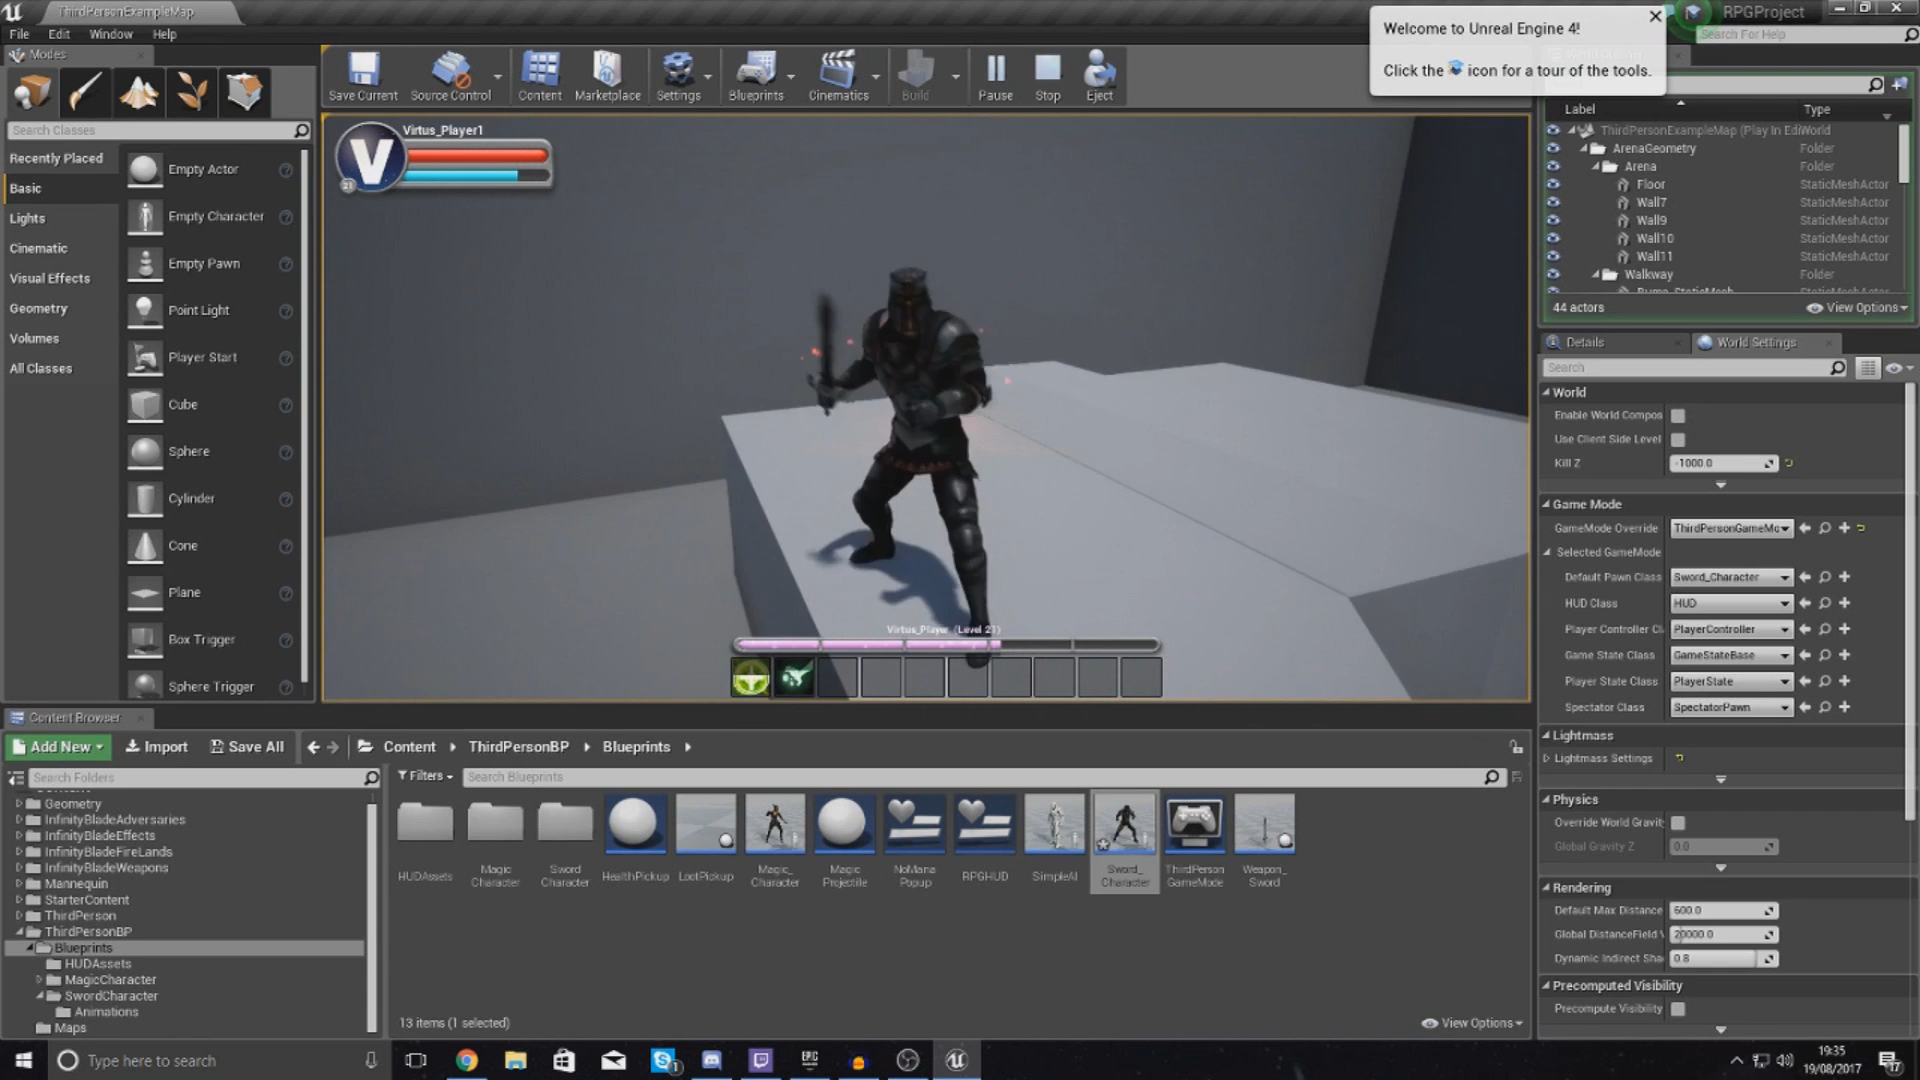 ThirdPersonExampleMap
RPGProject
File Edit Window Help
Search For Help
Welcome to Unreal Engine 4!
Click the icon for a tour of the tools.
Modes
Search Classes
Recently Placed
Basic
Lights
Cinematic
Visual Effects
Geometry
Volumes
All Classes
Empty Actor
Empty Character
Empty Pawn
Point Light
Player Start
Cube
Sphere
Cylinder
Cone
Plane
Box Trigger
Sphere Trigger
Save Current
Source Control
Content
Marketplace
Settings
Blueprints
Cinematics
Build
Pause
Stop
Eject
Virtus_Player1
V
21
Virtus_Player (Level 21)
Label Type
ThirdPersonExampleMap (Play In Edi World
ArenaGeometry Folder
Arena Folder
Floor StaticMeshActor
Wall7 StaticMeshActor
Wall9 StaticMeshActor
Wall10 StaticMeshActor
Wall11 StaticMeshActor
Walkway Folder
44 actors View Options
Details World Settings
Search
World
Enable World Compos
Use Client Side Level
Kill Z -1000.0
Game Mode
GameMode Override ThirdPersonGameMo
Selected GameMode
Default Pawn Class Sword_Character
HUD Class HUD
Player Controller Cl PlayerController
Game State Class GameStateBase
Player State Class PlayerState
Spectator Class SpectatorPawn
Lightmass
Lightmass Settings
Physics
Override World Gravit
Global Gravity Z 0.0
Rendering
Default Max Distance 600.0
Global DistanceField V 20000.0
Dynamic Indirect Sha 0.8
Precomputed Visibility
Precompute Visibility
Content Browser
Add New Import Save All Content ThirdPersonBP Blueprints
Search Folders
Filters Search Blueprints
Geometry
InfinityBladeAdversaries
InfinityBladeEffects
InfinityBladeFireLands
InfinityBladeWeapons
Mannequin
StarterContent
ThirdPerson
ThirdPersonBP
Blueprints
HUDAssets
MagicCharacter
SwordCharacter
Animations
Maps
HUDAssets
Magic
Character
Sword
Character
HealthPickup
LootPickup
Magic_
Character
Magic
Projectile
NoMana
Popup
RPGHUD
SimpleAI
Sword_
Character
ThirdPerson
GameMode
Weapon_
Sword
13 items (1 selected)
View Options
Type here to search
EPIC
19:35
19/08/2017
17